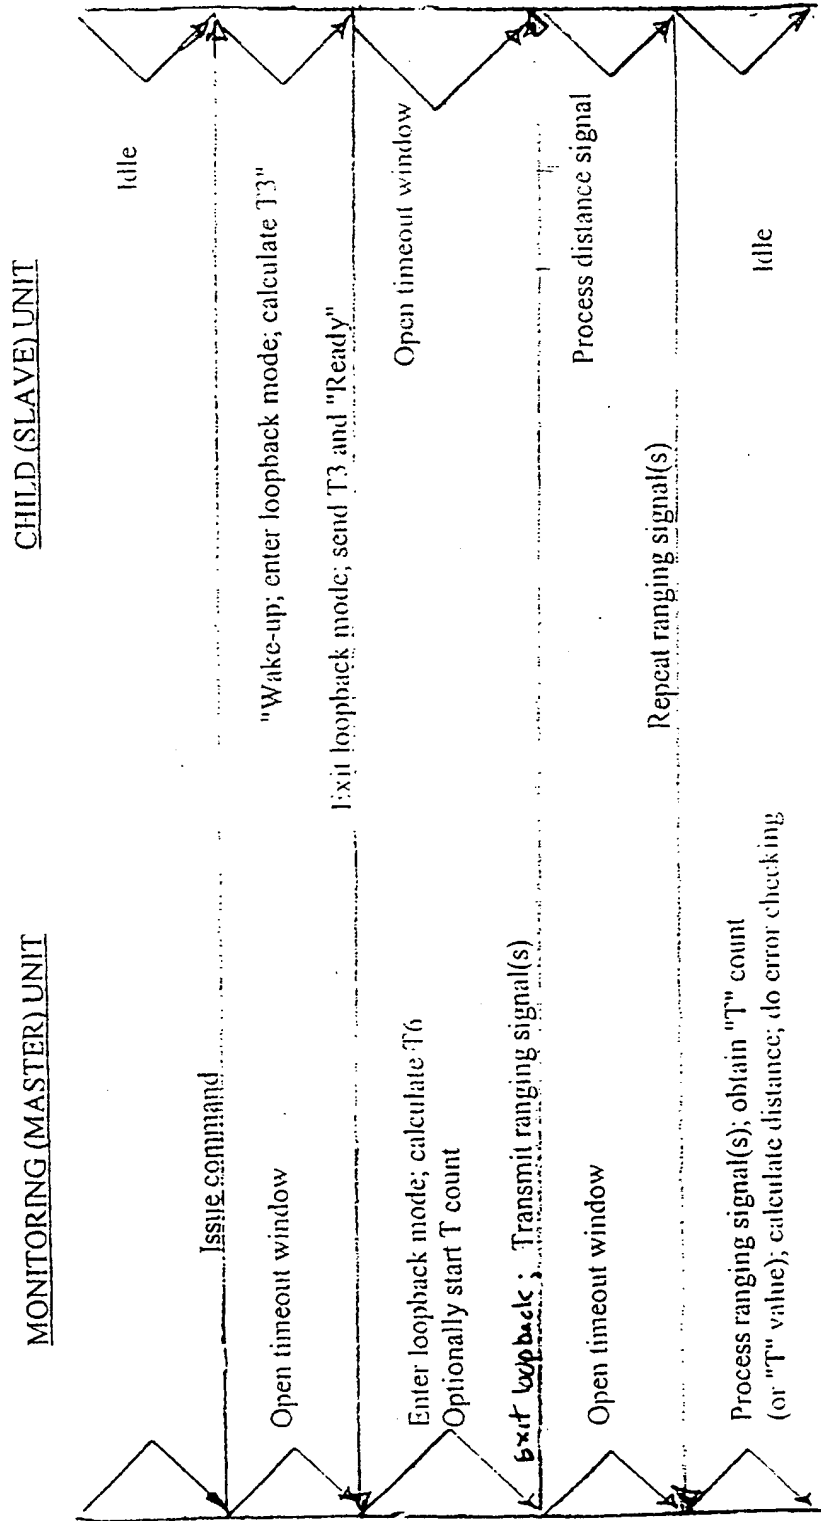 MONITORING (MASTER) UNIT
CHILD (SLAVE) UNIT
Idle
Issue command
Open timeout window
"Wake-up; enter loopback mode; calculate T3"
Exit loopback mode; send T3 and "Ready"
Enter loopback mode; calculate T6
Optionally start T count
Open timeout window
Exit loopback; Transmit ranging signal(s)
Open timeout window
Process distance signal
Repeat ranging signal(s)
Process ranging signal(s); obtain "T" count
(or "T" value); calculate distance; do error checking
Idle